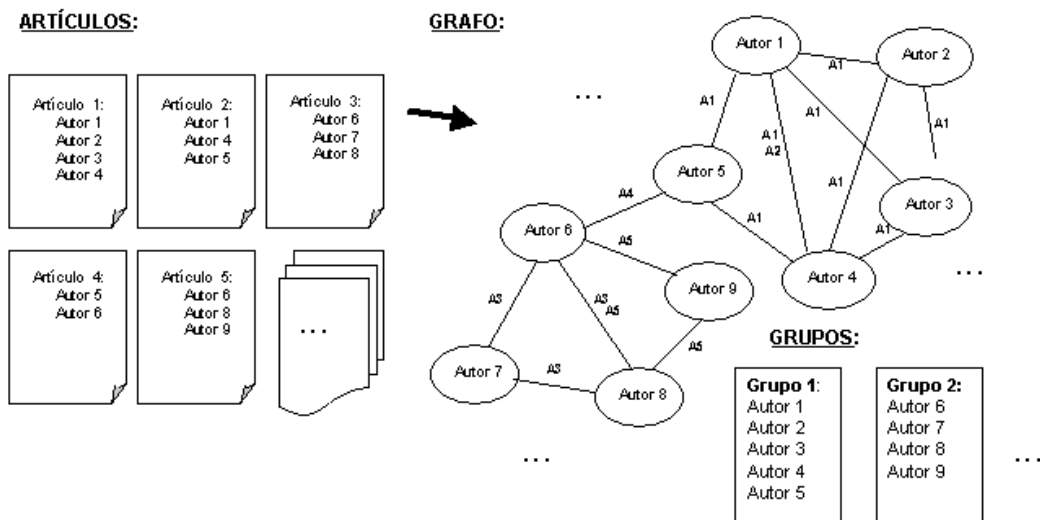 ARTÍCULOS:
Artículo 1:
Autor 1
Autor 2
Autor 3
Autor 4
Artículo 2:
Autor 1
Autor 4
Autor 5
Artículo 3:
Autor 6
Autor 7
Autor 8
Artículo 4:
Autor 5
Autor 6
Artículo 5:
Autor 6
Autor 8
Autor 9
...
GRAFO:
...
Autor 1
Autor 2
A1
A1
A1
A2
A1
A1
Autor 5
A1
Autor 3
A4
A1
A1
Autor 6
A5
Autor 4
...
Autor 9
A3
A3
A5
A5
Autor 7
A3
Autor 8
...
GRUPOS:
Grupo 1:
Autor 1
Autor 2
Autor 3
Autor 4
Autor 5
Grupo 2:
Autor 6
Autor 7
Autor 8
Autor 9
...